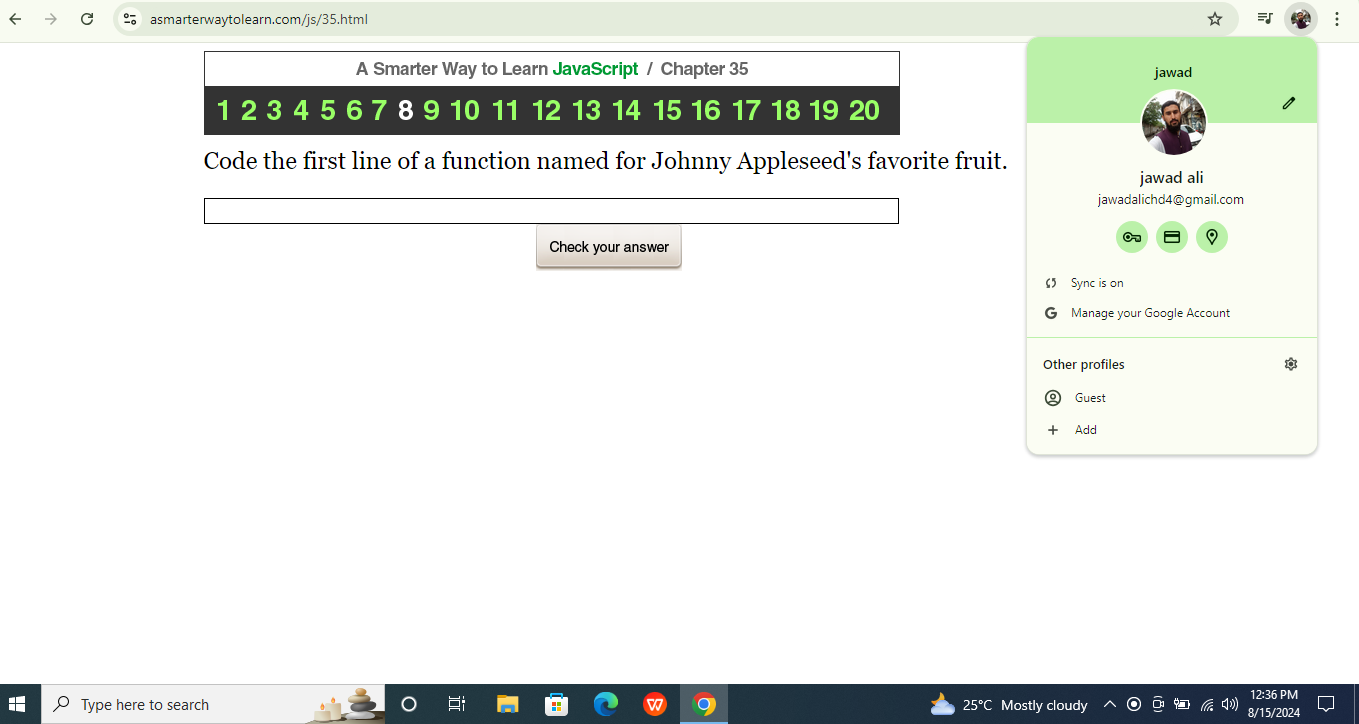 asmarterwaytolearn.com/js/35.html
A Smarter Way to Learn JavaScript / Chapter 35
1 2 3 4 5 6 7 8 9 10 11 12 13 14 15 16 17 18 19 20
Code the first line of a function named for Johnny Appleseed's favorite fruit.
Check your answer
jawad
jawad ali
jawadalichd4@gmail.com
Sync is on
G Manage your Google Account
Other profiles
Guest
+ Add
Type here to search
W
25°C Mostly cloudy
12:36 PM
8/15/2024